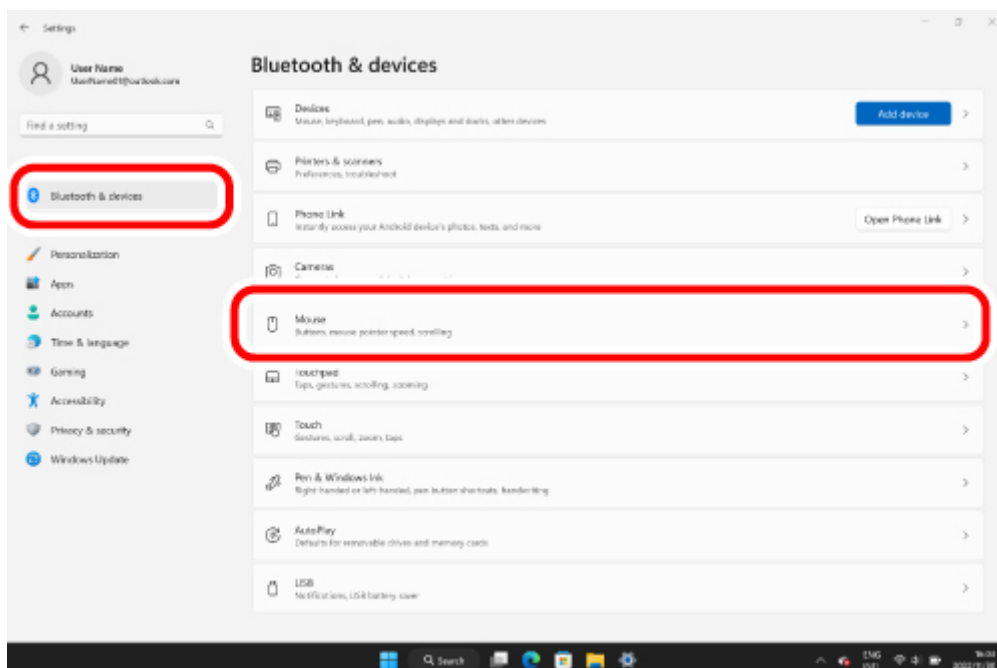 Settings
User Name
Find a setting
Bluetooth & devices
Personalization
Apps
Accounts
Time & language
Gaming
Accessibility
Privacy & security
Windows Update
Bluetooth & devices
Devices
Mouse, keyboard, pen, audio, displays and docks, other devices
Add device
Printers & scanners
Preferences, troubleshoot
Phone Link
Instantly access your Android device's photos, texts, and more
Open Phone Link
Cameras
Mouse
Buttons, mouse pointer speed, scrolling
Touchpad
Taps, gestures, scrolling, zooming
Touch
Gestures, scroll, zoom, taps
Pen & Windows Ink
Right-handed or left-handed, pen button shortcuts, handwriting
AutoPlay
Defaults for removable drives and memory cards
USB
Notifications, USB battery saver
Search
ENG